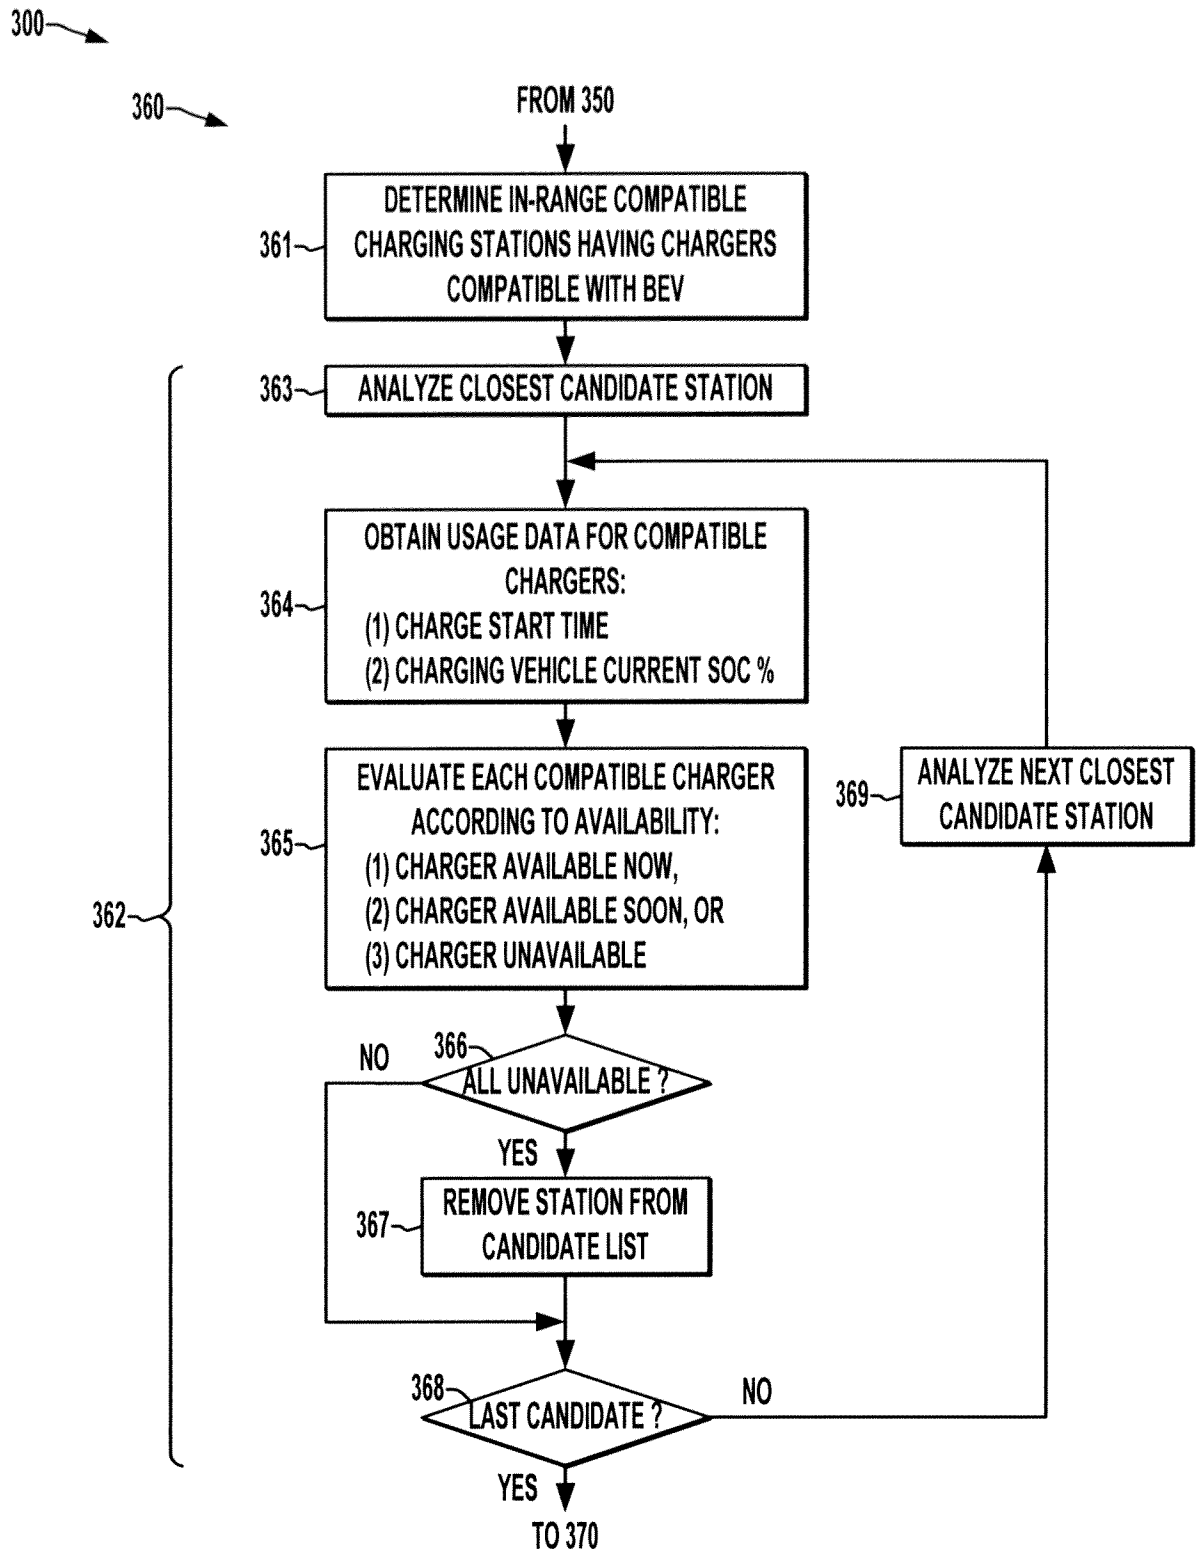 300
360
FROM 350
361
DETERMINE IN-RANGE COMPATIBLE
CHARGING STATIONS HAVING CHARGERS
COMPATIBLE WITH BEV
363
ANALYZE CLOSEST CANDIDATE STATION
364
OBTAIN USAGE DATA FOR COMPATIBLE
CHARGERS:
(1) CHARGE START TIME
(2) CHARGING VEHICLE CURRENT SOC %
365
EVALUATE EACH COMPATIBLE CHARGER
ACCORDING TO AVAILABILITY:
(1) CHARGER AVAILABLE NOW,
(2) CHARGER AVAILABLE SOON, OR
(3) CHARGER UNAVAILABLE
369
ANALYZE NEXT CLOSEST
CANDIDATE STATION
362
366
NO
ALL UNAVAILABLE ?
YES
367
REMOVE STATION FROM
CANDIDATE LIST
368
LAST CANDIDATE ?
NO
YES
TO 370